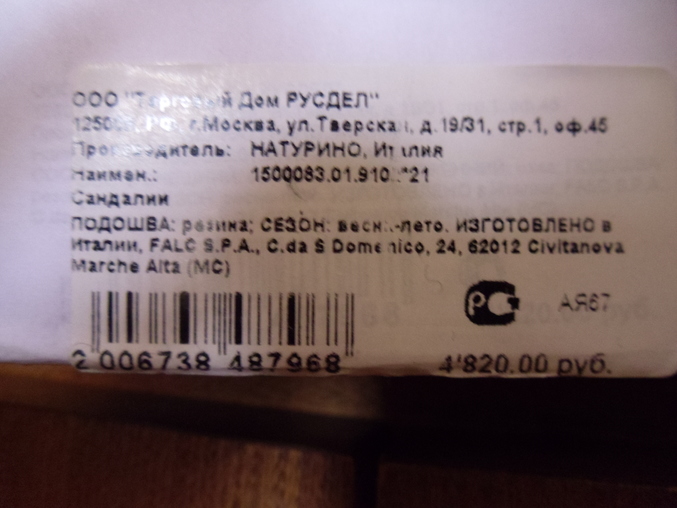 ООО "Торговый Дом РУСДЕЛ"
г.Москва, ул.Тверская, д.19/31, стр.1, оф.45
Производитель: НАТУРИНО, Италия
Наимен.: 1500083.01.910
Сандалии
ПОДОШВА: резина; СЕЗОН: весна-лето. ИЗГОТОВЛЕНО в
Италии, FALC S.P.A., C.da S Domenico, 24, 62012 Civitanova
Marche Alta (MC)
РС АЯ67
2 006738 487968 4'820.00 руб.